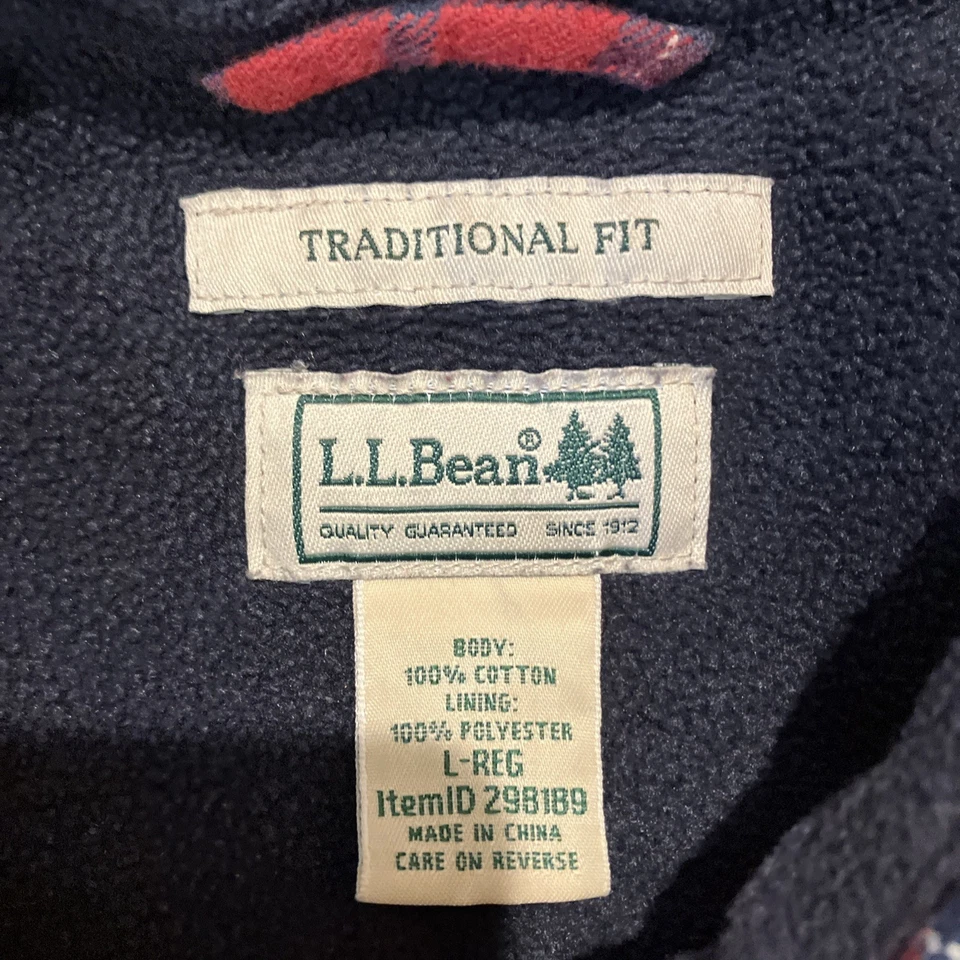 TRADITIONAL FIT
L.L.Bean®
QUALITY GUARANTEED SINCE 1912
BODY:
100% COTTON
LINING:
100% POLYESTER
L-REG
ItemID 298189
MADE IN CHINA
CARE ON REVERSE